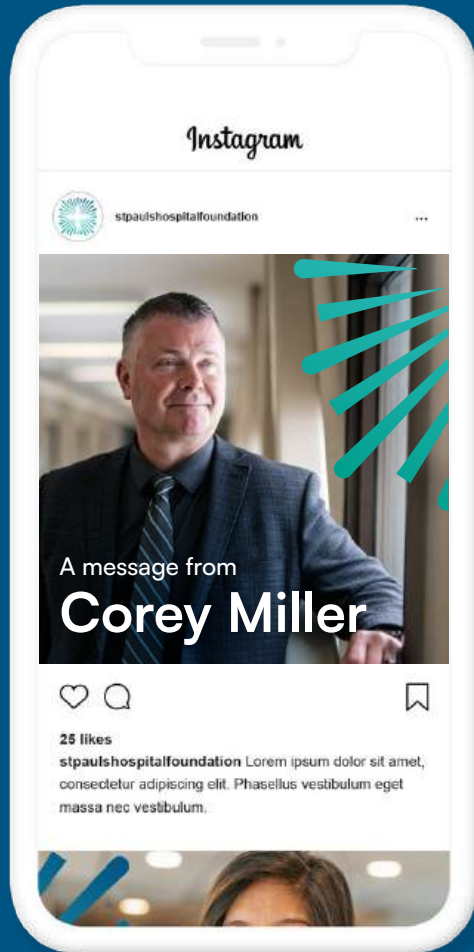 Instagram
stpaulshospitalfoundation
A message from
Corey Miller
25 likes
stpaulshospitalfoundation Lorem ipsum dolor sit amet,
consectetur adipiscing elit. Phasellus vestibulum eget
massa nec vestibulum.